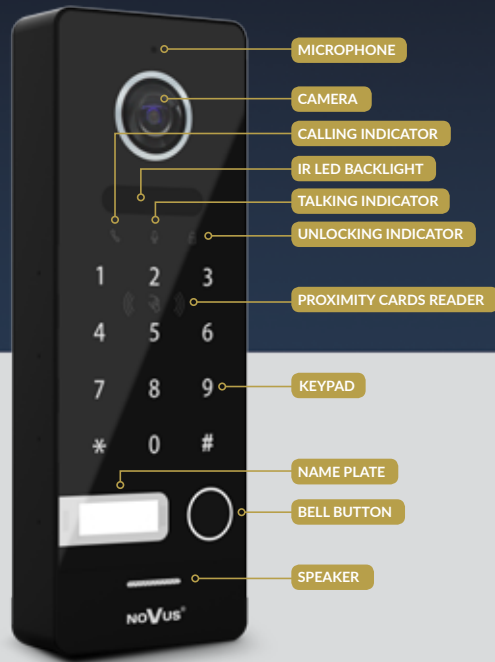 MICROPHONE
CAMERA
CALLING INDICATOR
IR LED BACKLIGHT
TALKING INDICATOR
UNLOCKING INDICATOR
1 2 3
PROXIMITY CARDS READER
4 5 6
7 8 9
KEYPAD
* 0 #
NAME PLATE
BELL BUTTON
SPEAKER
NOVUS®